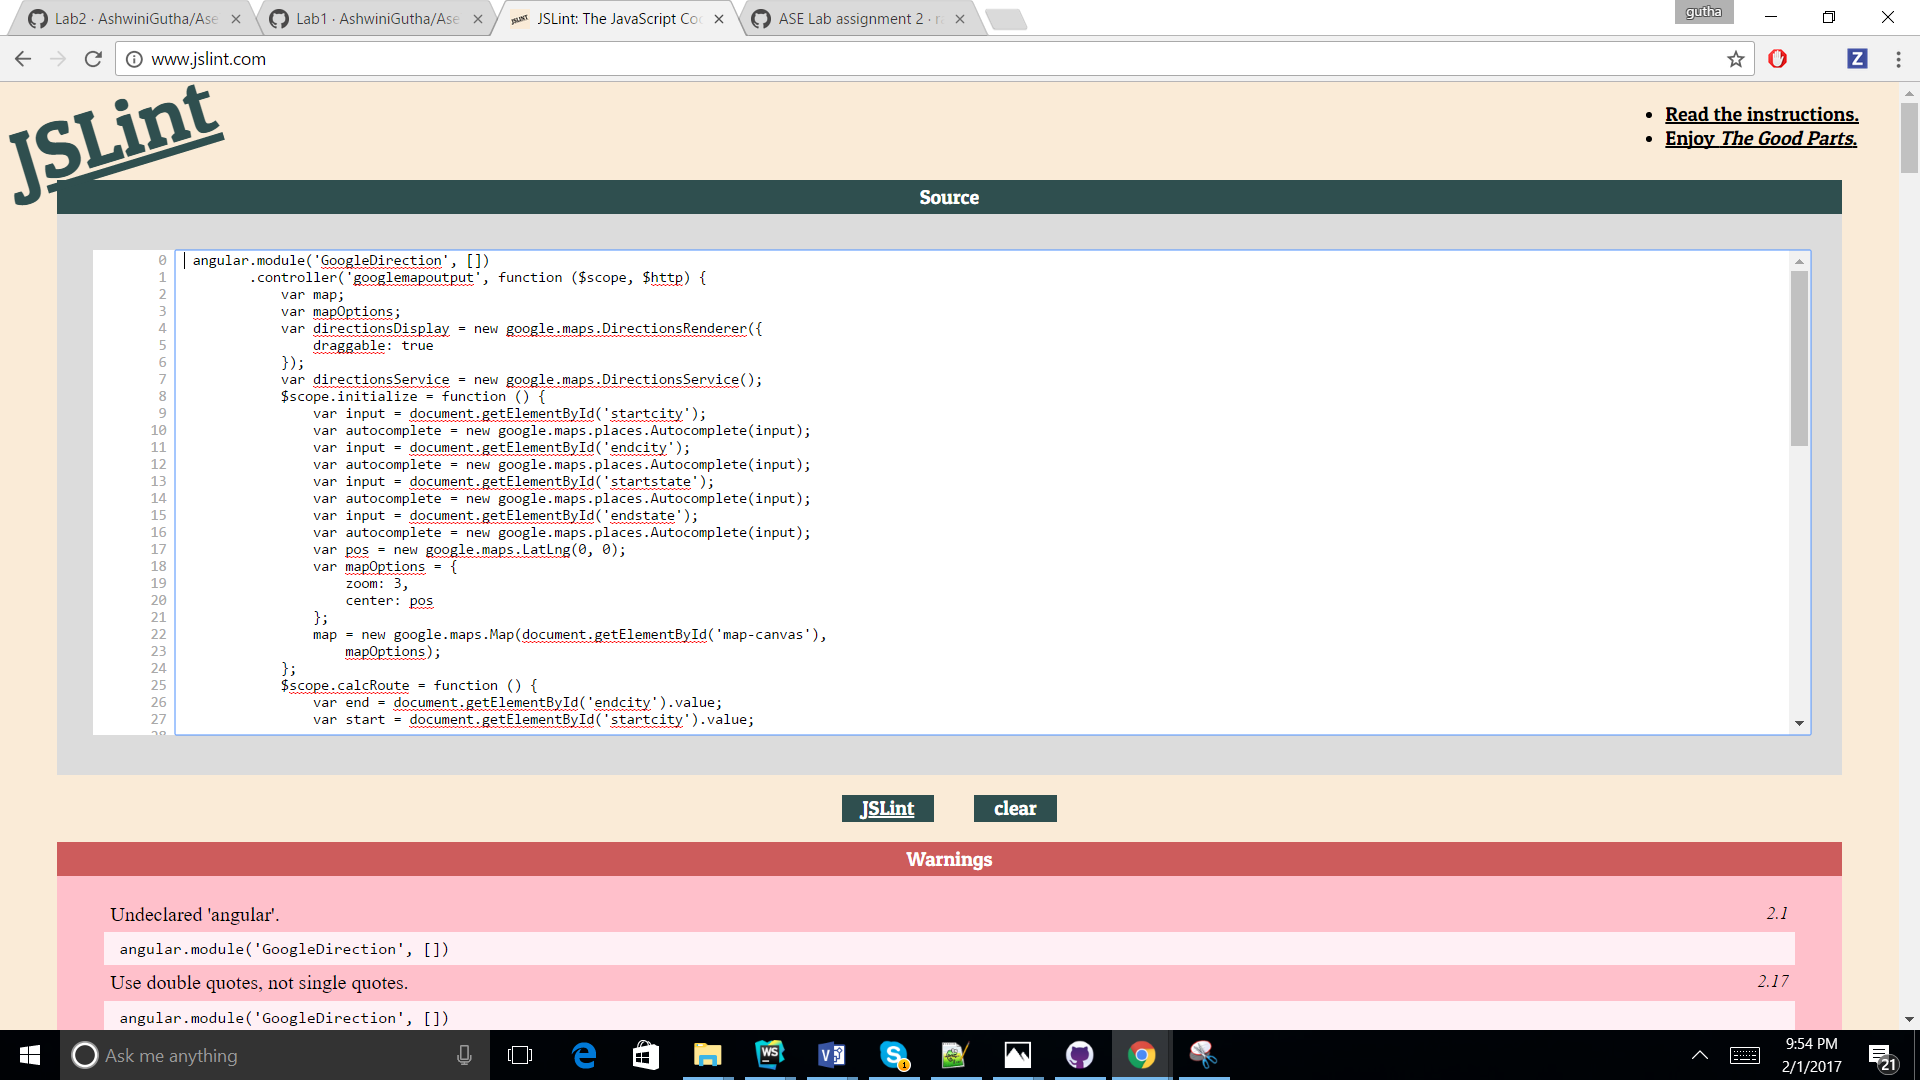 Lab2 · AshwiniGutha/Ase
Lab1 · AshwiniGutha/Ase
JSLint: The JavaScript Co
ASE Lab assignment 2 ·
gutha
www.jslint.com
JSLint
Read the instructions.
Enjoy The Good Parts.
Source
0 angular.module('GoogleDirection', [])
1 .controller('googlemapoutput', function ($scope, $http) {
2 var map;
3 var mapOptions;
4 var directionsDisplay = new google.maps.DirectionsRenderer({
5 draggable: true
6 });
7 var directionsService = new google.maps.DirectionsService();
8 $scope.initialize = function () {
9 var input = document.getElementById('startcity');
10 var autocomplete = new google.maps.places.Autocomplete(input);
11 var input = document.getElementById('endcity');
12 var autocomplete = new google.maps.places.Autocomplete(input);
13 var input = document.getElementById('startstate');
14 var autocomplete = new google.maps.places.Autocomplete(input);
15 var input = document.getElementById('endstate');
16 var autocomplete = new google.maps.places.Autocomplete(input);
17 var pos = new google.maps.LatLng(0, 0);
18 var mapOptions = {
19 zoom: 3,
20 center: pos
21 };
22 map = new google.maps.Map(document.getElementById('map-canvas'),
23 mapOptions);
24 };
25 $scope.calcRoute = function () {
26 var end = document.getElementById('endcity').value;
27 var start = document.getElementById('startcity').value;
28
JSLint clear
Warnings
Undeclared 'angular'. 2.1
angular.module('GoogleDirection', [])
Use double quotes, not single quotes. 2.17
angular.module('GoogleDirection', [])
Ask me anything
9:54 PM
2/1/2017
21